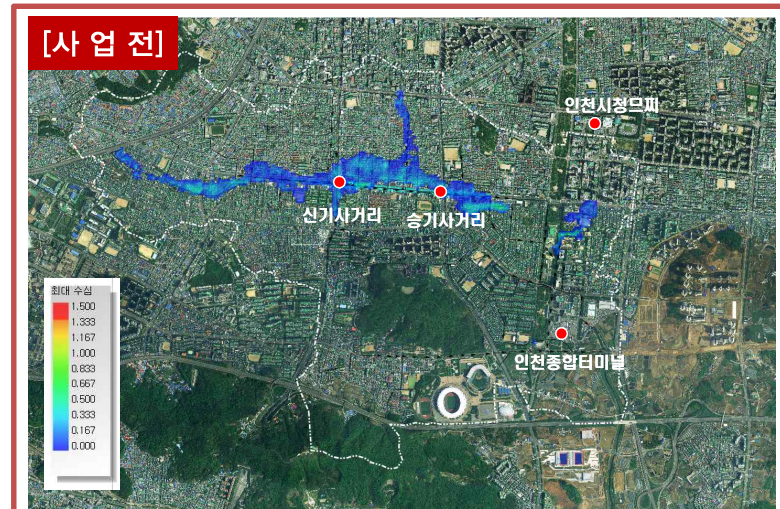 [사 업 전]
인천시청므찌
신기사거리
승기사거리
인천종합터미널
최대 수심
1.500
1.333
1.167
1.000
0.833
0.667
0.500
0.333
0.167
0.000